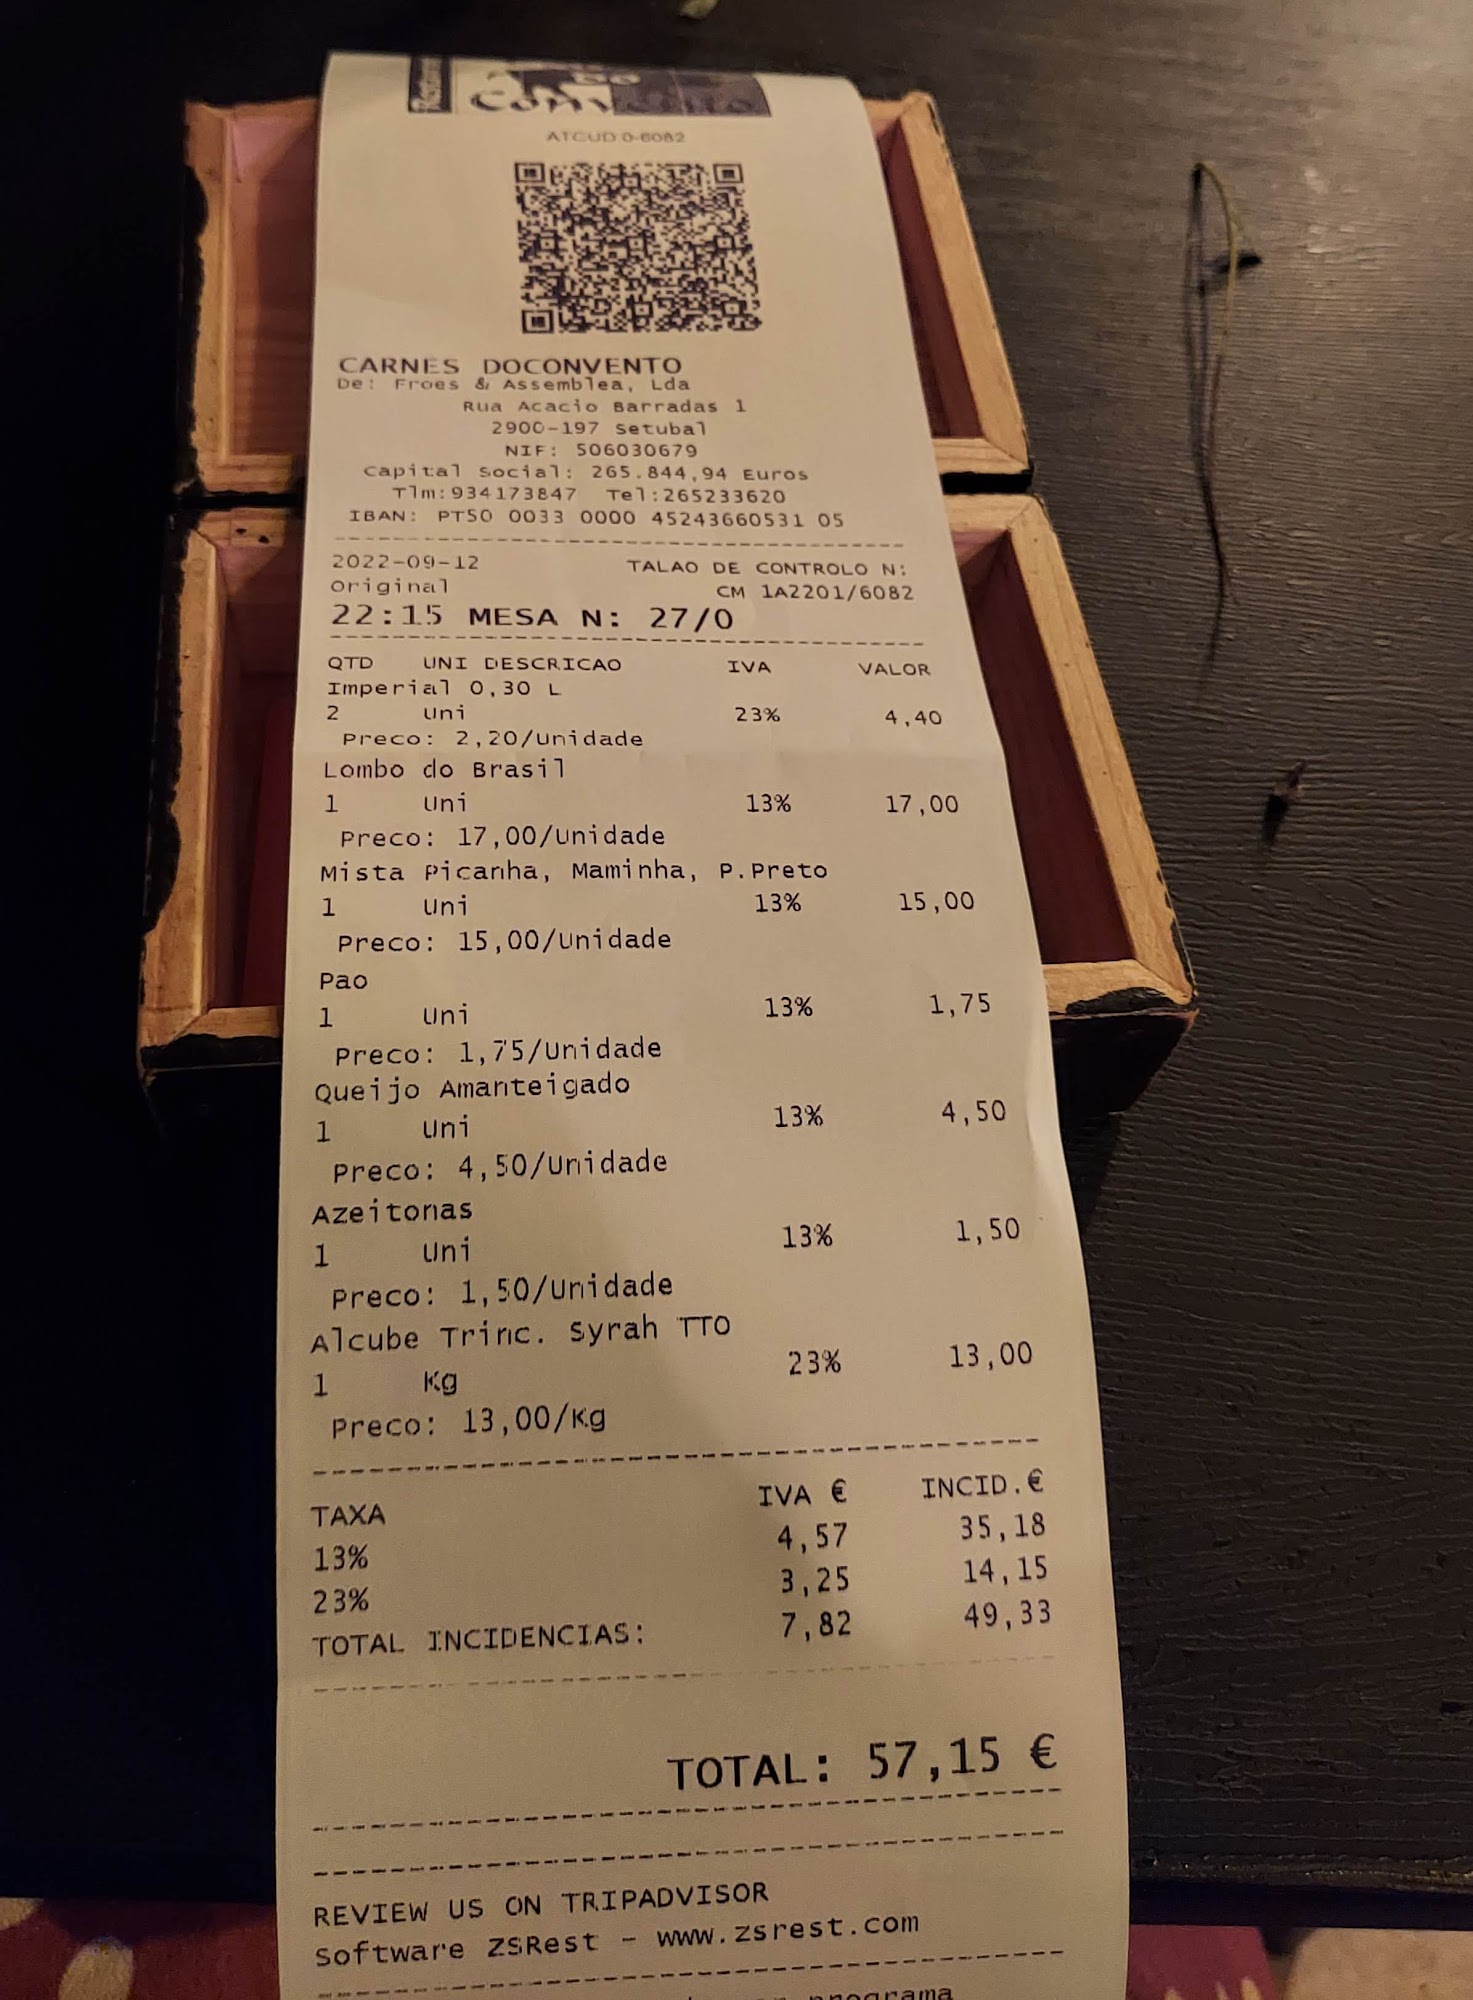 Convento
ATCUD 0-6082
CARNES DOCONVENTO
De: Froes & Assemblea, Lda
Rua Acacio Barradas 1
2900-197 Setubal
NIF: 506030679
Capital Social: 265.844,94 Euros
Tlm:934173847 Tel:265233620
IBAN: PT50 0033 0000 45243660531 05
2022-09-12 TALAO DE CONTROLO N:
Original CM 1A2201/6082
22:15 MESA N: 27/0
QTD UNI DESCRICAO IVA VALOR
Imperial 0,30 L
2 Uni 23% 4,40
Preco: 2,20/Unidade
Lombo do Brasil
1 Uni 13% 17,00
Preco: 17,00/Unidade
Mista Picanha, Maminha, P.Preto
1 Uni 13% 15,00
Preco: 15,00/Unidade
Pao
1 Uni 13% 1,75
Preco: 1,75/Unidade
Queijo Amanteigado
1 Uni 13% 4,50
Preco: 4,50/Unidade
Azeitonas
1 Uni 13% 1,50
Preco: 1,50/Unidade
Alcube Trinc. Syrah TTO
1 Kg 23% 13,00
Preco: 13,00/Kg
TAXA IVA € INCID.€
13% 4,57 35,18
23% 3,25 14,15
TOTAL INCIDENCIAS: 7,82 49,33
TOTAL: 57,15 €
REVIEW US ON TRIPADVISOR
Software ZSRest - www.zsrest.com
programa